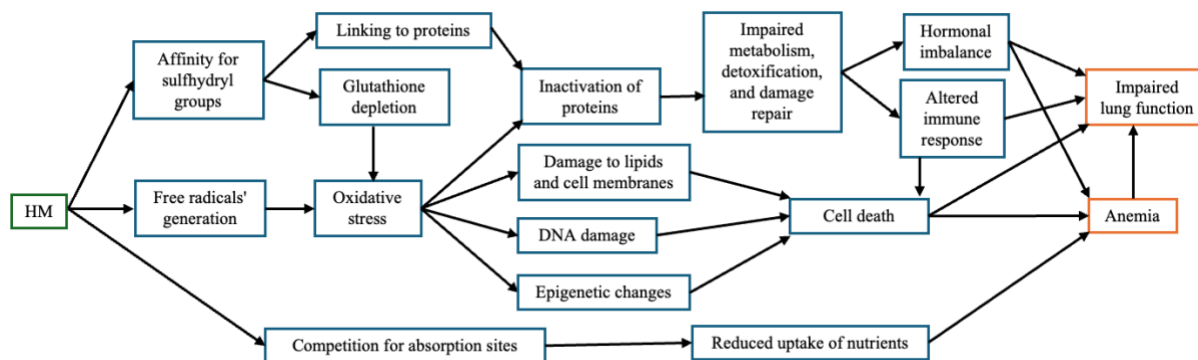 HM
Affinity for
sulfhydryl
groups
Free radicals'
generation
Linking to proteins
Glutathione
depletion
Oxidative
stress
Competition for absorption sites
Inactivation of
proteins
Damage to lipids
and cell membranes
DNA damage
Epigenetic changes
Impaired
metabolism,
detoxification,
and damage
repair
Reduced uptake of nutrients
Hormonal
imbalance
Altered
immune
response
Cell death
Impaired
lung function
Anemia